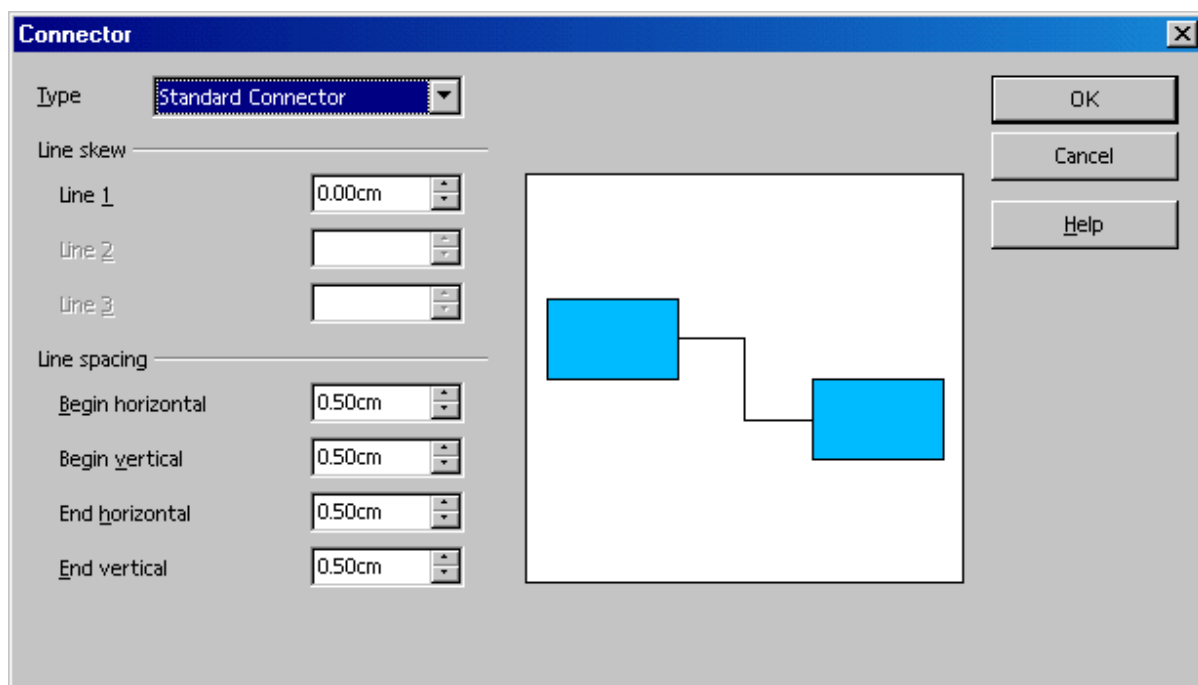 Connector
Type Standard Connector
OK
Cancel
Help
Line skew
Line 1 0.00cm
Line 2
Line 3
Line spacing
Begin horizontal 0.50cm
Begin vertical 0.50cm
End horizontal 0.50cm
End vertical 0.50cm